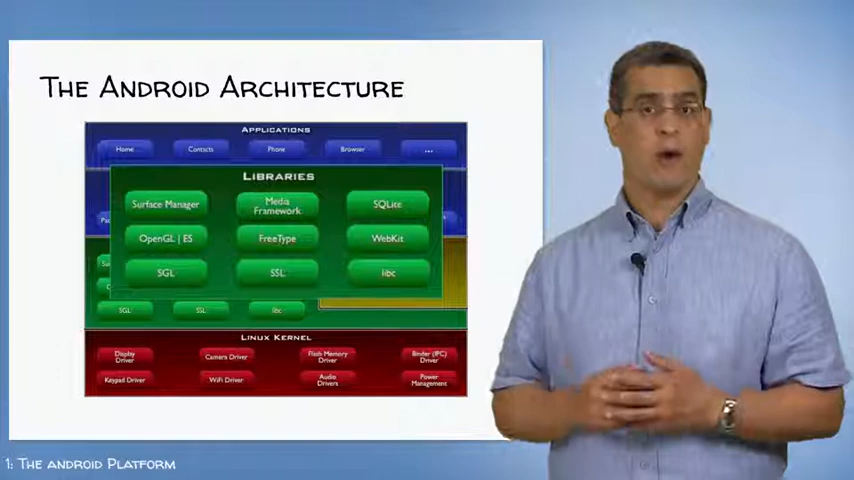 The Android Architecture
Applications
Home Contacts Phone Browser ...
Libraries
Surface Manager Media Framework SQLite
OpenGL | ES FreeType WebKit
SGL SSL libc
SGL SSL libc
Linux Kernel
Display Driver Camera Driver Flash Memory Driver Binder (IPC) Driver
Keypad Driver WiFi Driver Audio Drivers Power Management
1: The android Platform